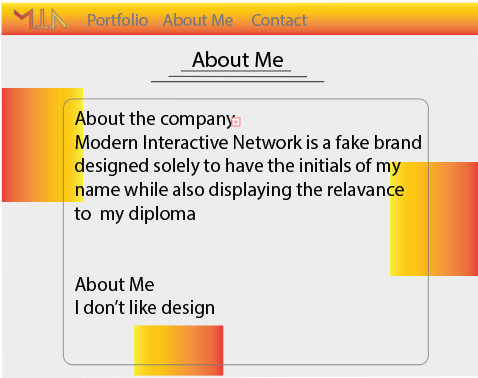 MIN Portfolio About Me Contact
About Me
About the company
Modern Interactive Network is a fake brand
designed solely to have the initials of my
name while also displaying the relavance
to my diploma
About Me
I don't like design